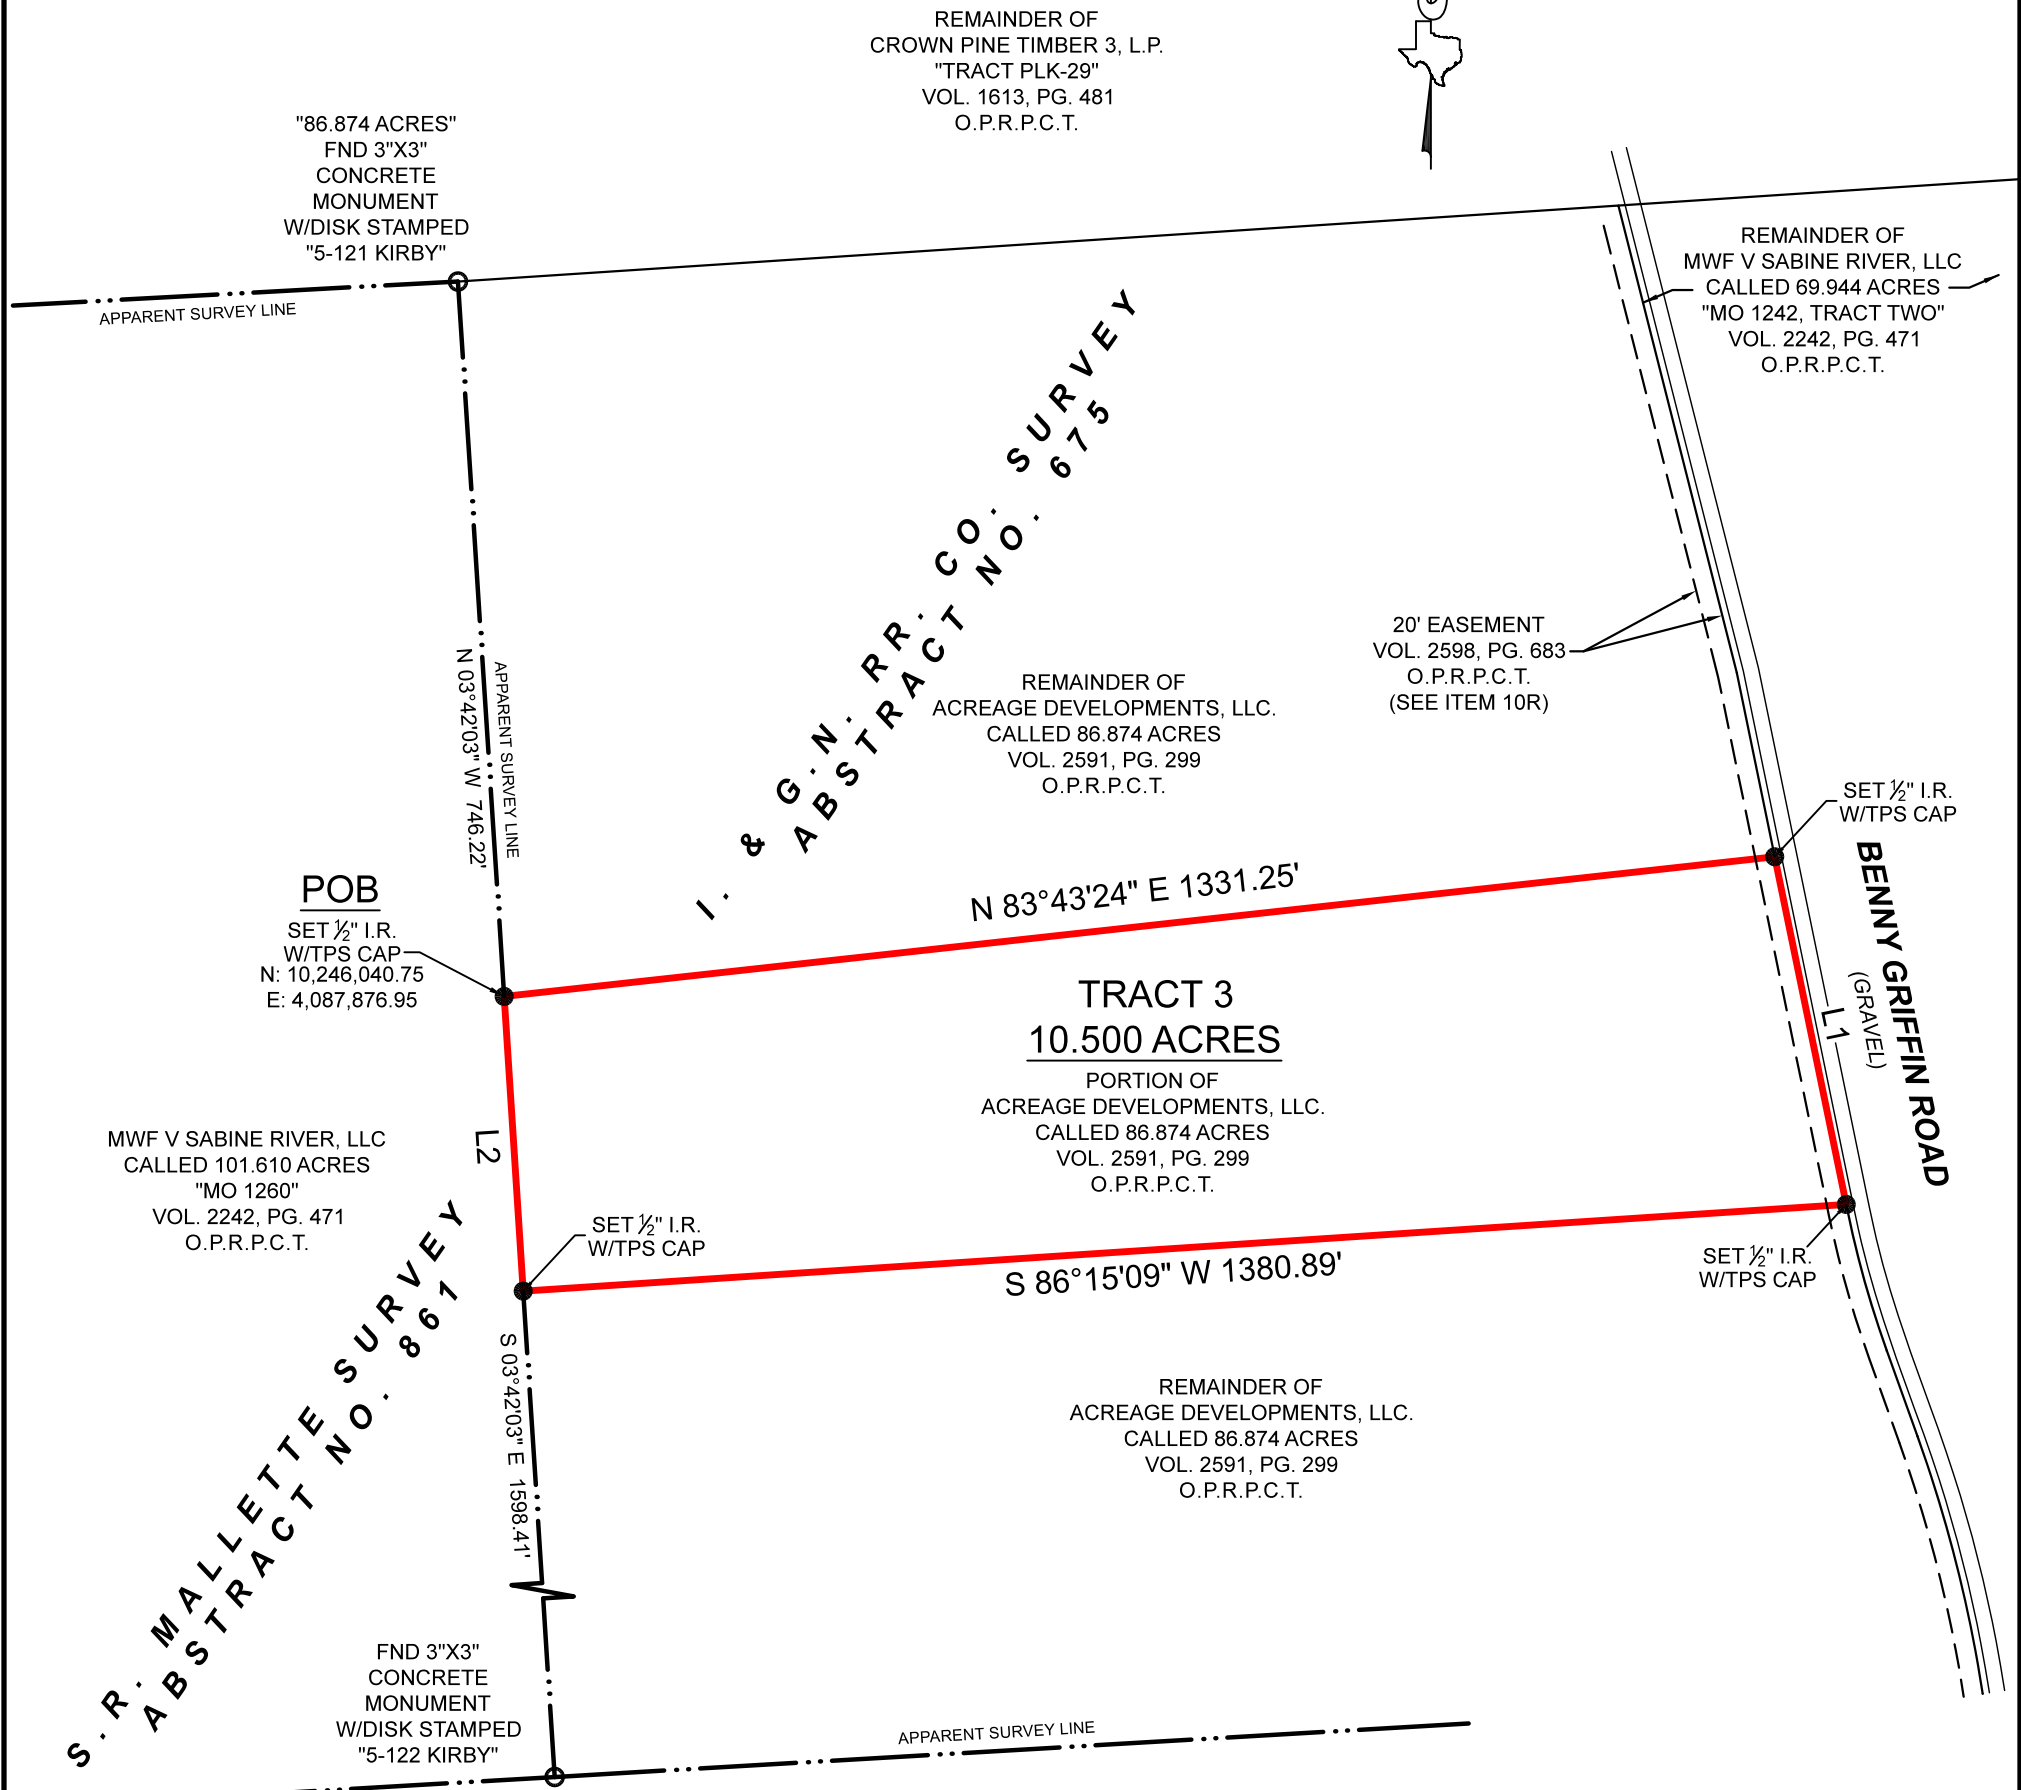 REMAINDER OF
CROWN PINE TIMBER 3, L.P.
"TRACT PLK-29"
VOL. 1613, PG. 481
O.P.R.P.C.T.
"86.874 ACRES"
FND 3"X3"
CONCRETE
MONUMENT
W/DISK STAMPED
"5-121 KIRBY"
APPARENT SURVEY LINE
REMAINDER OF
MWF V SABINE RIVER, LLC
CALLED 69.944 ACRES
"MO 1242, TRACT TWO"
VOL. 2242, PG. 471
O.P.R.P.C.T.
I. & G.N. RR. CO. SURVEY
ABSTRACT NO. 675
N 03°42'03" W 746.22'
APPARENT SURVEY LINE
20' EASEMENT
VOL. 2598, PG. 683
O.P.R.P.C.T.
(SEE ITEM 10R)
REMAINDER OF
ACREAGE DEVELOPMENTS, LLC.
CALLED 86.874 ACRES
VOL. 2591, PG. 299
O.P.R.P.C.T.
SET ½" I.R.
W/TPS CAP
BENNY GRIFFIN ROAD
(GRAVEL)
L1
N 83°43'24" E 1331.25'
POB
SET ½" I.R.
W/TPS CAP
N: 10,246,040.75
E: 4,087,876.95
TRACT 3
10.500 ACRES
PORTION OF
ACREAGE DEVELOPMENTS, LLC.
CALLED 86.874 ACRES
VOL. 2591, PG. 299
O.P.R.P.C.T.
L2
MWF V SABINE RIVER, LLC
CALLED 101.610 ACRES
"MO 1260"
VOL. 2242, PG. 471
O.P.R.P.C.T.
SET ½" I.R.
W/TPS CAP
S 86°15'09" W 1380.89'
SET ½" I.R.
W/TPS CAP
S.R. MALLETTE SURVEY
ABSTRACT NO. 861
S 03°42'03" E 1598.41'
REMAINDER OF
ACREAGE DEVELOPMENTS, LLC.
CALLED 86.874 ACRES
VOL. 2591, PG. 299
O.P.R.P.C.T.
FND 3"X3"
CONCRETE
MONUMENT
W/DISK STAMPED
"5-122 KIRBY"
APPARENT SURVEY LINE